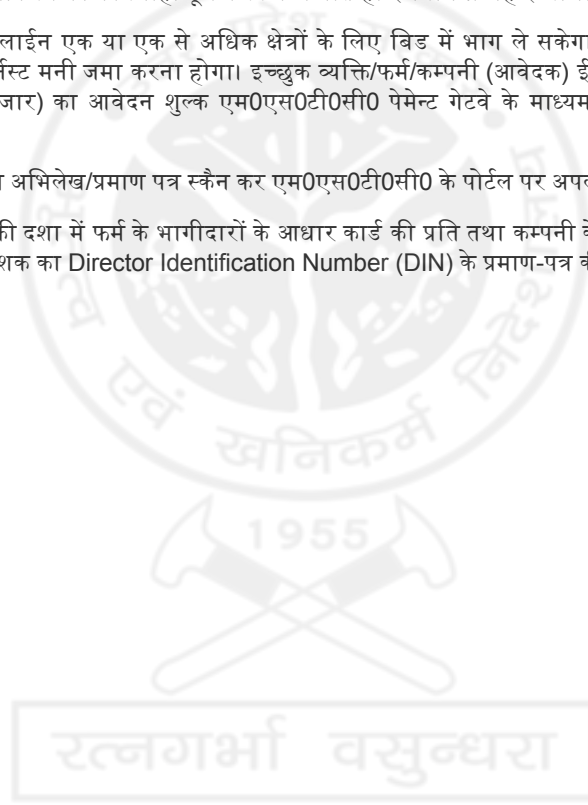 लाईन एक या एक से अधिक क्षेत्रों के लिए बिड में भाग ले सकेगा
र्नेस्ट मनी जमा करना होगा। इच्छुक व्यक्ति/फर्म/कम्पनी (आवेदक) ई
जार) का आवेदन शुल्क एम0एस0टी0सी0 पेमेन्ट गेटवे के माध्यम
अभिलेख/प्रमाण पत्र स्कैन कर एम0एस0टी0सी0 के पोर्टल पर अपल
की दशा में फर्म के भागीदारों के आधार कार्ड की प्रति तथा कम्पनी के
शक का Director Identification Number (DIN) के प्रमाण-पत्र की
एवं खनिकर्म निदेश
1955
रत्नगर्भा वसुन्धरा